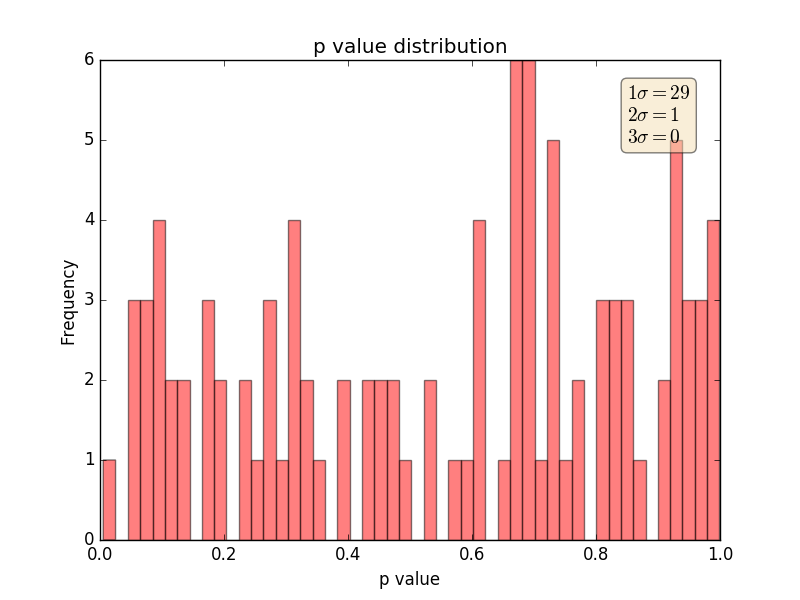 p value distribution
1σ = 29
2σ = 1
3σ = 0
Frequency
6
5
4
3
2
1
0
0.0 0.2 0.4 0.6 0.8 1.0
p value